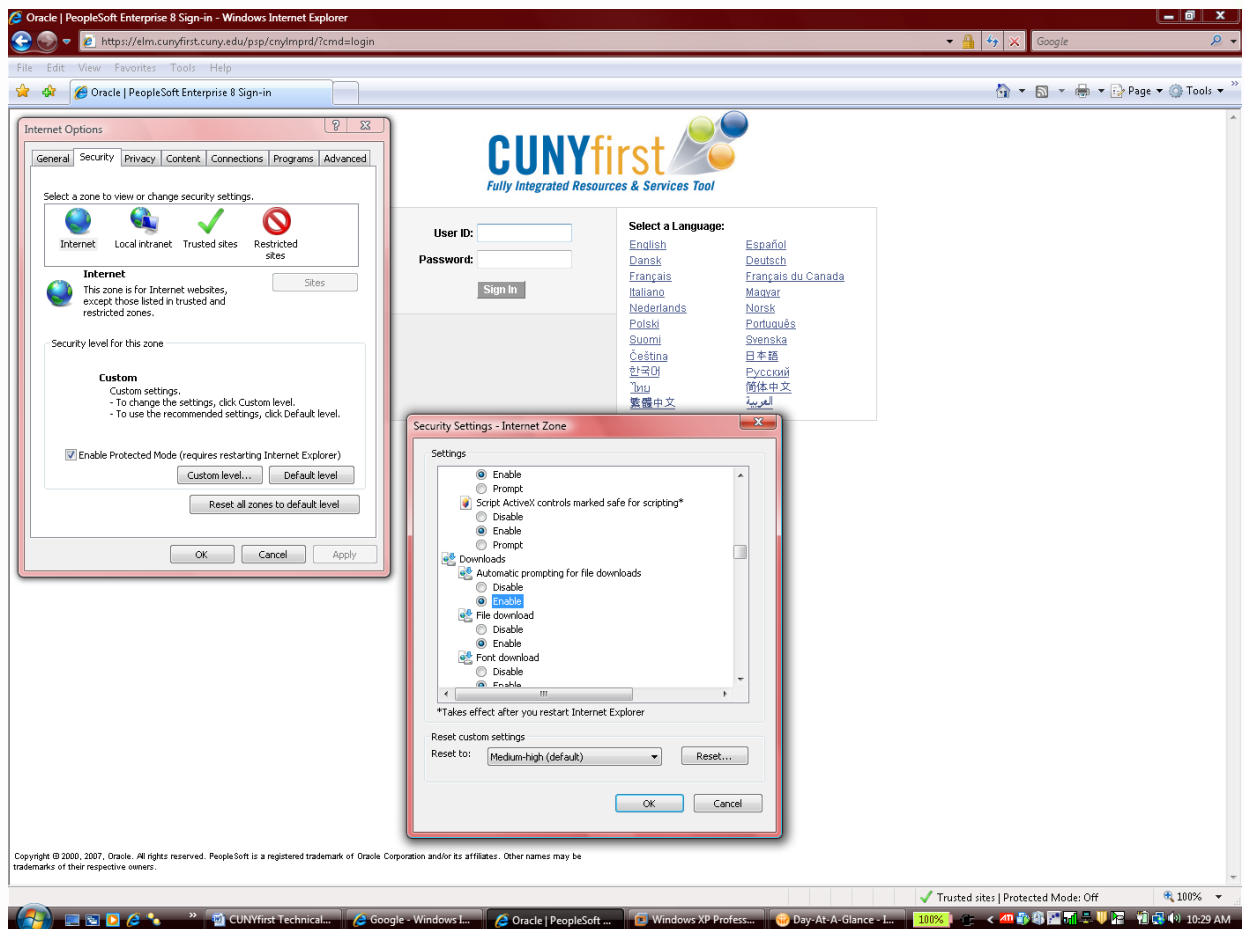 Oracle | PeopleSoft Enterprise 8 Sign-in - Windows Internet Explorer
https://elm.cunyfirst.cuny.edu/psp/cnylmprd/?cmd=login
Google
File Edit View Favorites Tools Help
Oracle | PeopleSoft Enterprise 8 Sign-in
Page Tools
Internet Options
General Security Privacy Content Connections Programs Advanced
Select a zone to view or change security settings.
Internet Local intranet Trusted sites Restricted
sites
Internet
This zone is for Internet websites,
except those listed in trusted and
restricted zones.
Sites
Security level for this zone
Custom
Custom settings.
- To change the settings, click Custom level.
- To use the recommended settings, click Default level.
Enable Protected Mode (requires restarting Internet Explorer)
Custom level... Default level
Reset all zones to default level
OK Cancel Apply
CUNYfirst
Fully Integrated Resources & Services Tool
User ID:
Password:
Sign In
Select a Language:
English Español
Dansk Deutsch
Français Français du Canada
Italiano Magyar
Nederlands Norsk
Polski Português
Suomi Svenska
Čeština 日本語
한국어 Русский
ไทย 简体中文
繁體中文 العربية
Security Settings - Internet Zone
Settings
Enable
Prompt
Script ActiveX controls marked safe for scripting*
Disable
Enable
Prompt
Downloads
Automatic prompting for file downloads
Disable
Enable
File download
Disable
Enable
Font download
Disable
Enable
*Takes effect after you restart Internet Explorer
Reset custom settings
Reset to: Medium-high (default) Reset...
OK Cancel
Copyright © 2000, 2007, Oracle. All rights reserved. PeopleSoft is a registered trademark of Oracle Corporation and/or its affiliates. Other names may be
trademarks of their respective owners.
Trusted sites | Protected Mode: Off 100%
CUNYfirst Technical... Google - Windows I... Oracle | PeopleSoft ... Windows XP Profess... Day-At-A-Glance - I... 100% 10:29 AM